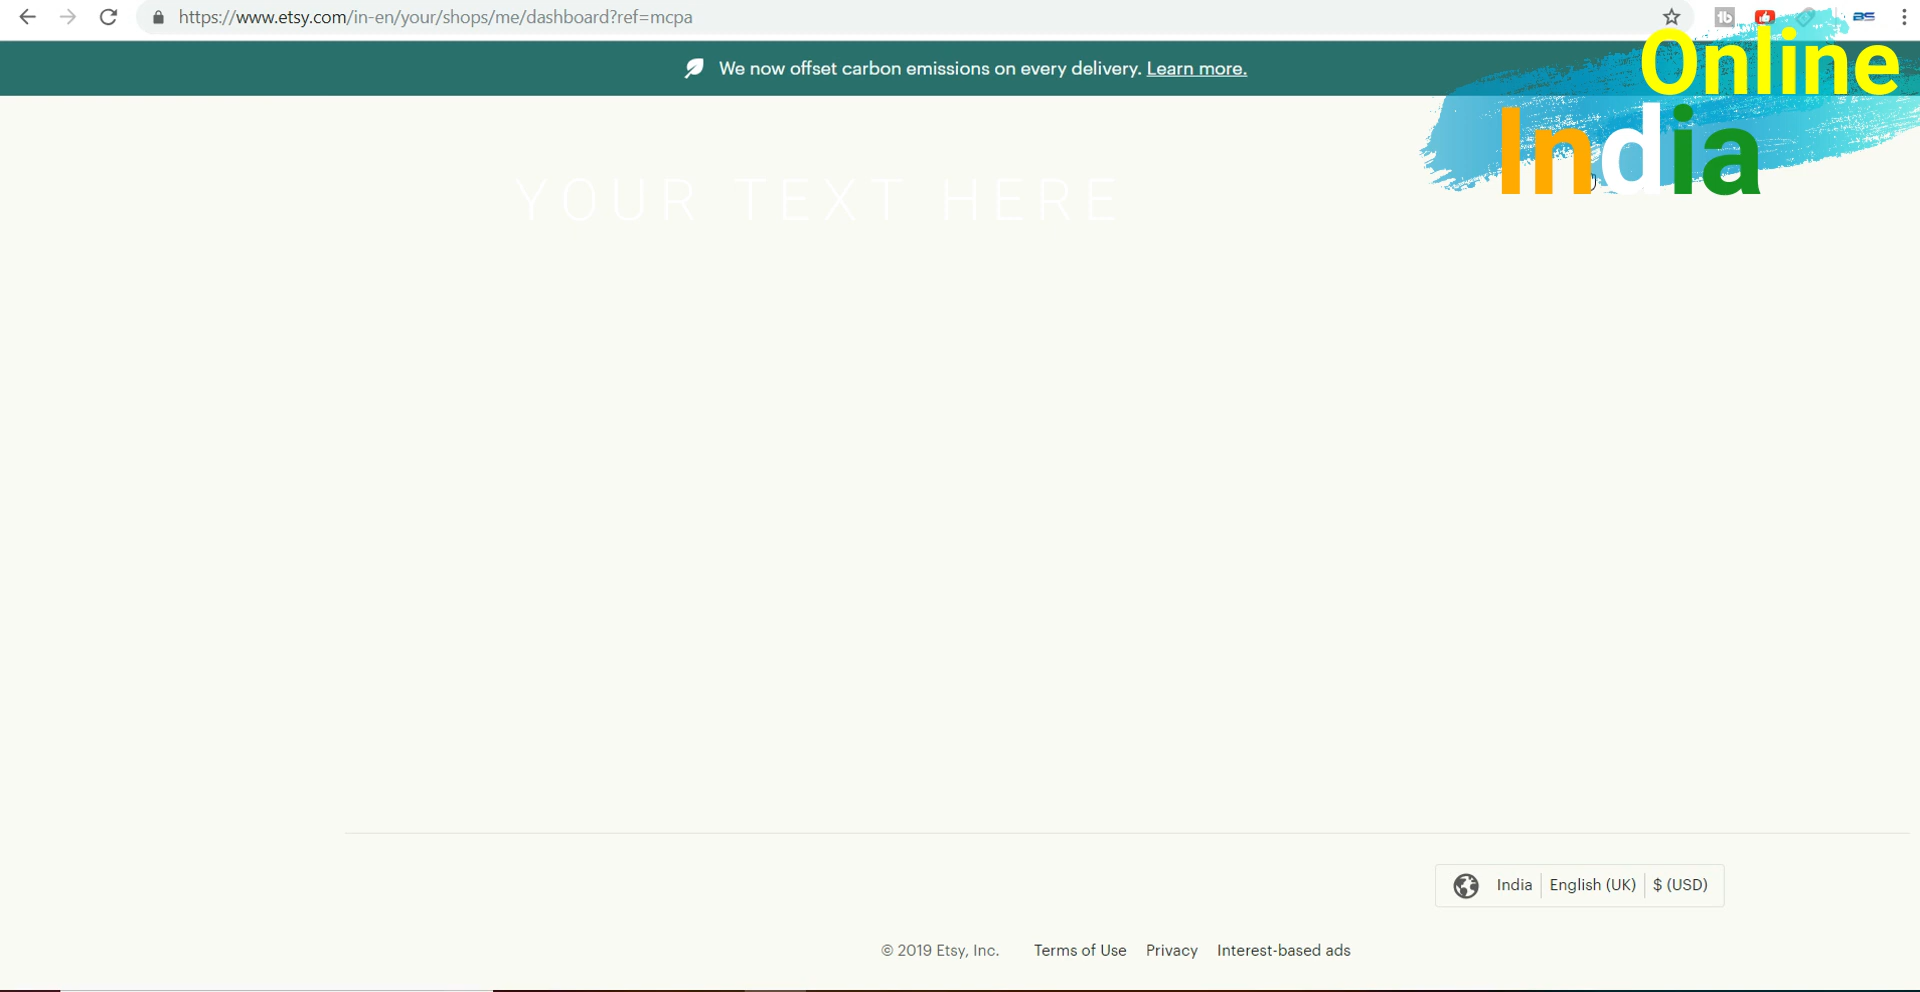 https://www.etsy.com/in-en/your/shops/me/dashboard?ref=mcpa
We now offset carbon emissions on every delivery. Learn more.
Online
India
YOUR TEXT HERE
India English (UK) $ (USD)
© 2019 Etsy, Inc. Terms of Use Privacy Interest-based ads